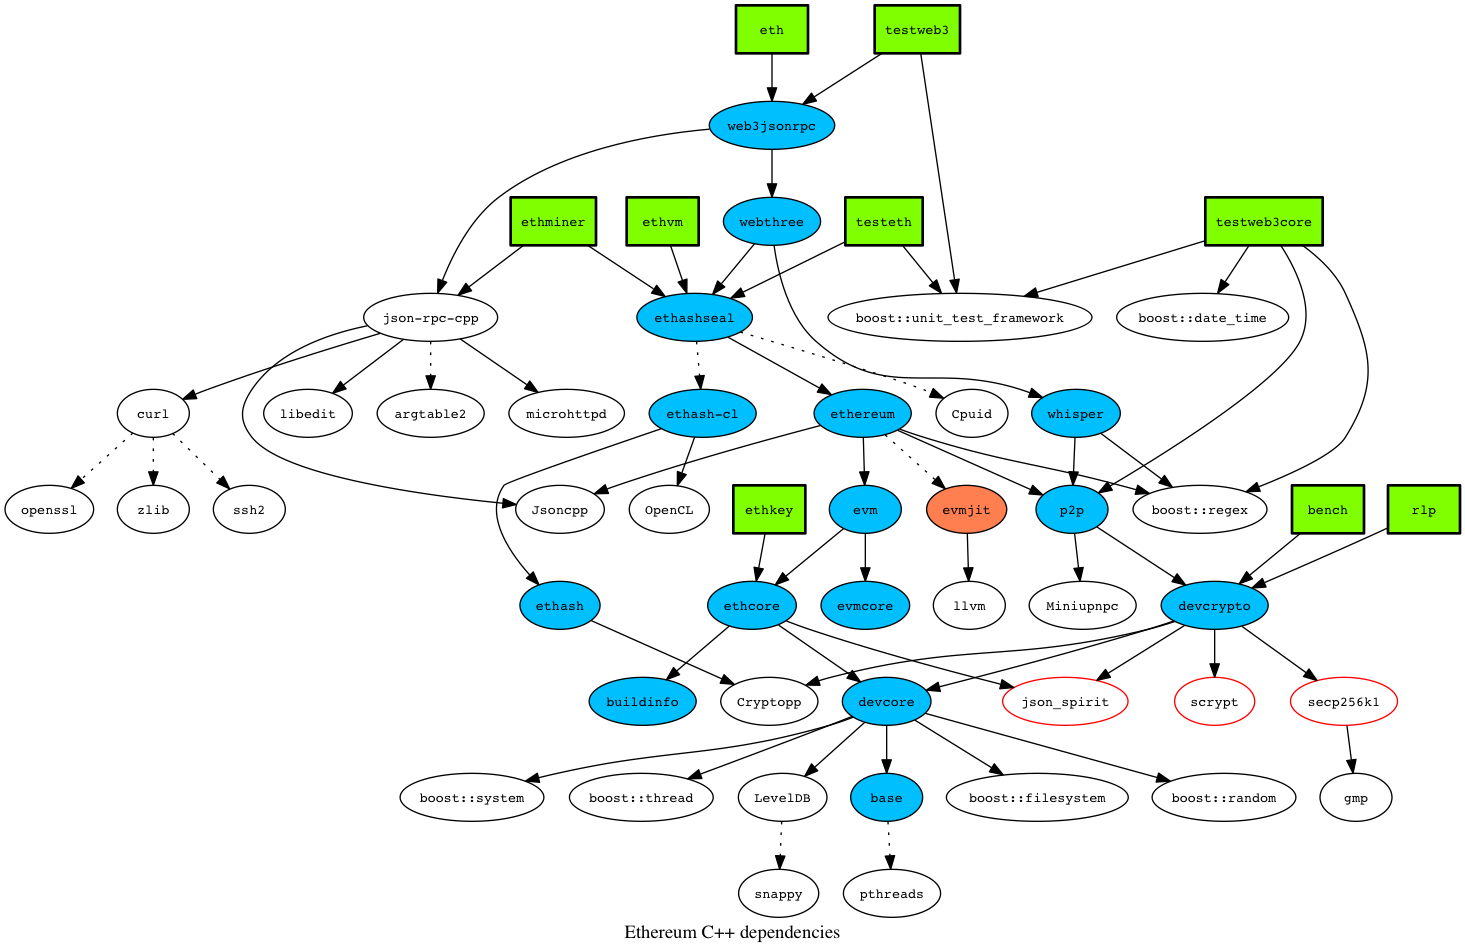 eth
testweb3
web3jsonrpc
ethminer
ethvm
webthree
testeth
testweb3core
json-rpc-cpp
ethashseal
boost::unit_test_framework
boost::date_time
curl
libedit
argtable2
microhttpd
ethash-cl
ethereum
Cpuid
whisper
openssl
zlib
ssh2
Jsoncpp
OpenCL
ethkey
evm
evmjit
p2p
boost::regex
bench
rlp
ethash
ethcore
evmcore
llvm
Miniupnpc
devcrypto
buildinfo
Cryptopp
devcore
json_spirit
scrypt
secp256k1
boost::system
boost::thread
LevelDB
base
boost::filesystem
boost::random
gmp
snappy
pthreads
Ethereum C++ dependencies